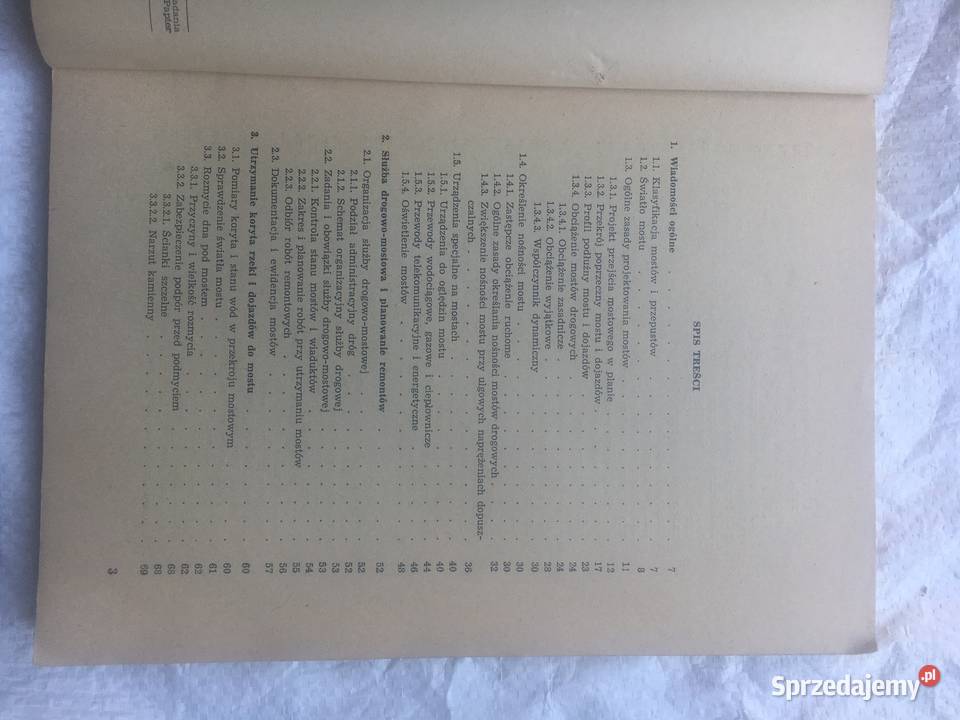 adania
Papier
SPIS TREŚCI
1. Wiadomości ogólne . . . 7
1.1. Klasyfikacja mostów i przepustów . . . 7
1.2. Światło mostu . . . 8
1.3. Ogólne zasady projektowania mostów . . . 11
1.3.1. Projekt przejścia mostowego w planie . . . 12
1.3.2. Przekrój poprzeczny mostu i dojazdów . . . 17
1.3.3. Profil podłużny mostu i dojazdów . . . 23
1.3.4. Obciążenie mostów drogowych . . . 24
1.3.4.1. Obciążenie zasadnicze . . . 24
1.3.4.2. Obciążenie wyjątkowe . . . 28
1.3.4.3. Współczynnik dynamiczny . . . 30
1.4. Określenie nośności mostu . . . 30
1.4.1. Zastępcze obciążenie ruchome . . . 30
1.4.2. Ogólne zasady określania nośności mostów drogowych . . . 32
1.4.3. Zwiększenie nośności mostu przy ulgowych naprężeniach dopusz-
czalnych . . . 36
1.5. Urządzenia specjalne na mostach . . . 40
1.5.1. Urządzenia do oględzin mostu . . . 40
1.5.2. Przewody wodociągowe, gazowe i ciepłownicze . . . 44
1.5.3. Przewody telekomunikacyjne i energetyczne . . . 46
1.5.4. Oświetlenie mostów . . . 48
2. Służba drogowo-mostowa i planowanie remontów . . . 52
2.1. Organizacja służby drogowo-mostowej . . . 52
2.1.1. Podział administracyjny dróg . . . 52
2.1.2. Schemat organizacyjny służby drogowej . . . 53
2.2. Zadania i obowiązki służby drogowo-mostowej . . . 53
2.2.1. Kontrola stanu mostów i wiaduktów . . . 54
2.2.2. Zakres i planowanie robót przy utrzymaniu mostów . . . 55
2.2.3. Odbiór robót remontowych . . . 56
2.3. Dokumentacja i ewidencja mostów . . . 57
3. Utrzymanie koryta rzeki i dojazdów do mostu . . . 60
3.1. Pomiary koryta i stanu wód w przekroju mostowym . . . 60
3.2. Sprawdzenie światła mostu . . . 61
3.3. Rozmycie dna pod mostem . . . 62
3.3.1. Przyczyny i wielkość rozmycia . . . 62
3.3.2. Zabezpieczenie podpór przed podmyciem . . . 68
3.3.2.1. Ścianki szczelne . . . 68
3.3.2.2. Narzut kamienny . . . 69
3
Sprzedajemy.pl